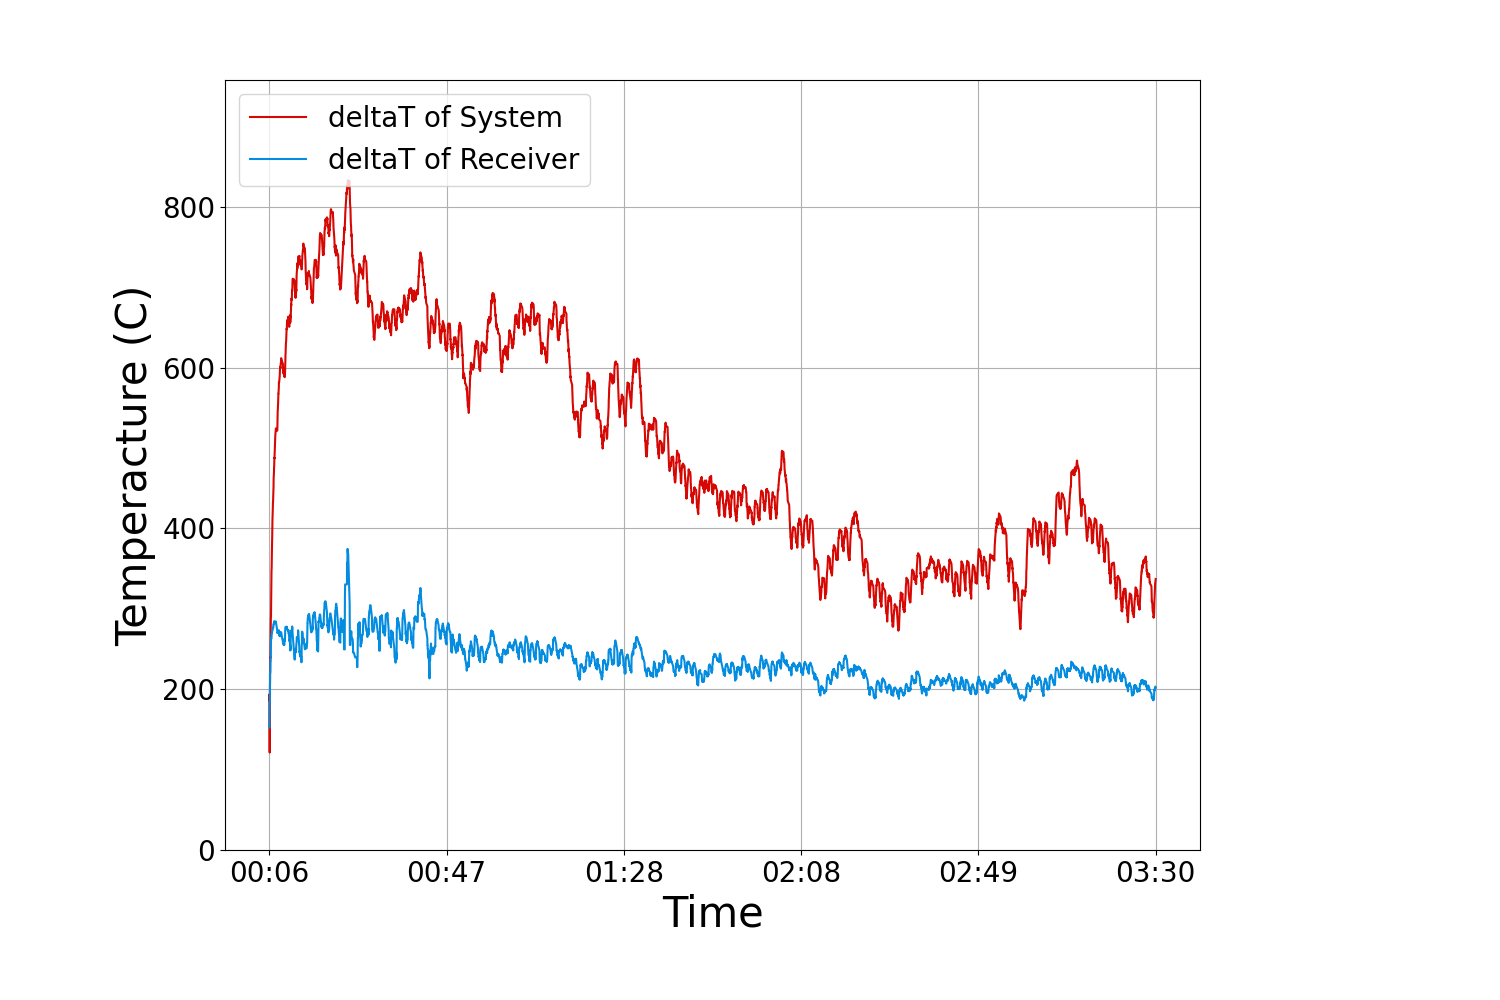 deltaT of System
deltaT of Receiver
Temperacture (C)
800
600
400
200
0
00:06 00:47 01:28 02:08 02:49 03:30
Time